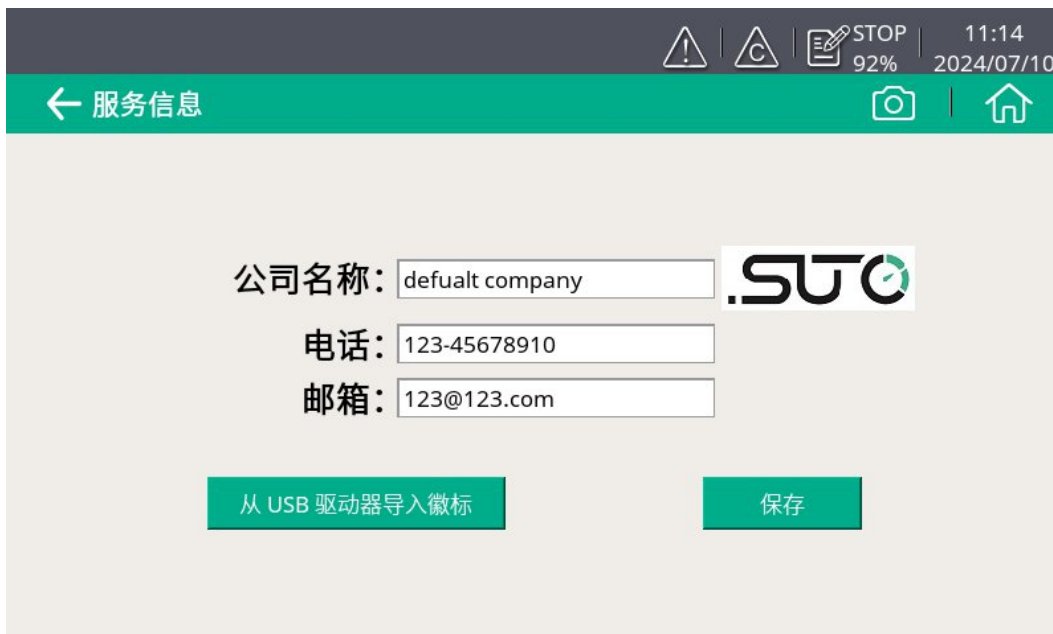 STOP 11:14
92% 2024/07/10
服务信息
公司名称： defualt company .SUTO
电话： 123-45678910
邮箱： 123@123.com
从 USB 驱动器导入徽标 保存